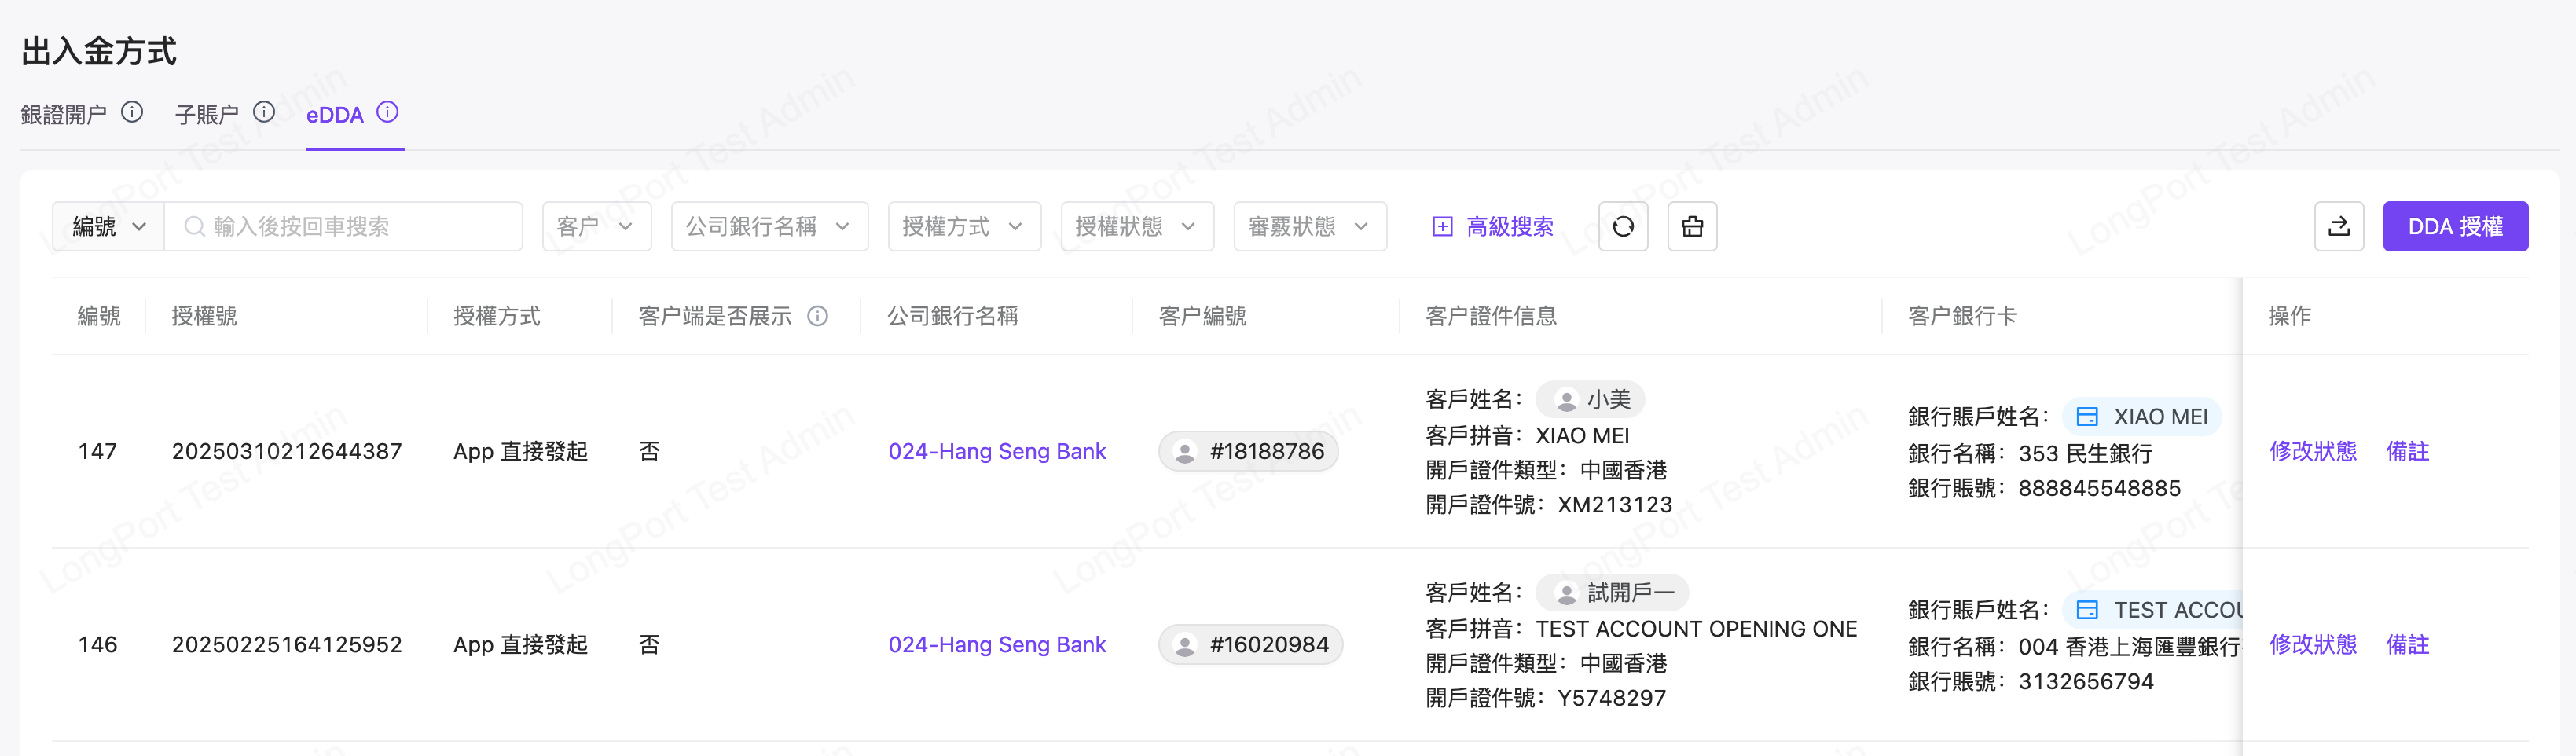 出入金方式
銀證開户 子賬户 eDDA
編號 輸入後按回車搜索 客户 公司銀行名稱 授權方式 授權狀態 審覈狀態 高級搜索 DDA 授權
編號 授權號 授權方式 客户端是否展示 公司銀行名稱 客户編號 客户證件信息 客户銀行卡 操作
147 20250310212644387 App 直接發起 否 024-Hang Seng Bank #18188786
客戶姓名： 小美
客戶拼音： XIAO MEI
開戶證件類型： 中國香港
開戶證件號： XM213123
銀行賬戶姓名： XIAO MEI
銀行名稱： 353 民生銀行
銀行賬號： 888845548885
修改狀態 備註
146 20250225164125952 App 直接發起 否 024-Hang Seng Bank #16020984
客戶姓名： 試開戶一
客戶拼音： TEST ACCOUNT OPENING ONE
開戶證件類型： 中國香港
開戶證件號： Y5748297
銀行賬戶姓名： TEST ACCOU
銀行名稱： 004 香港上海匯豐銀行
銀行賬號： 3132656794
修改狀態 備註
LongPort Test Admin